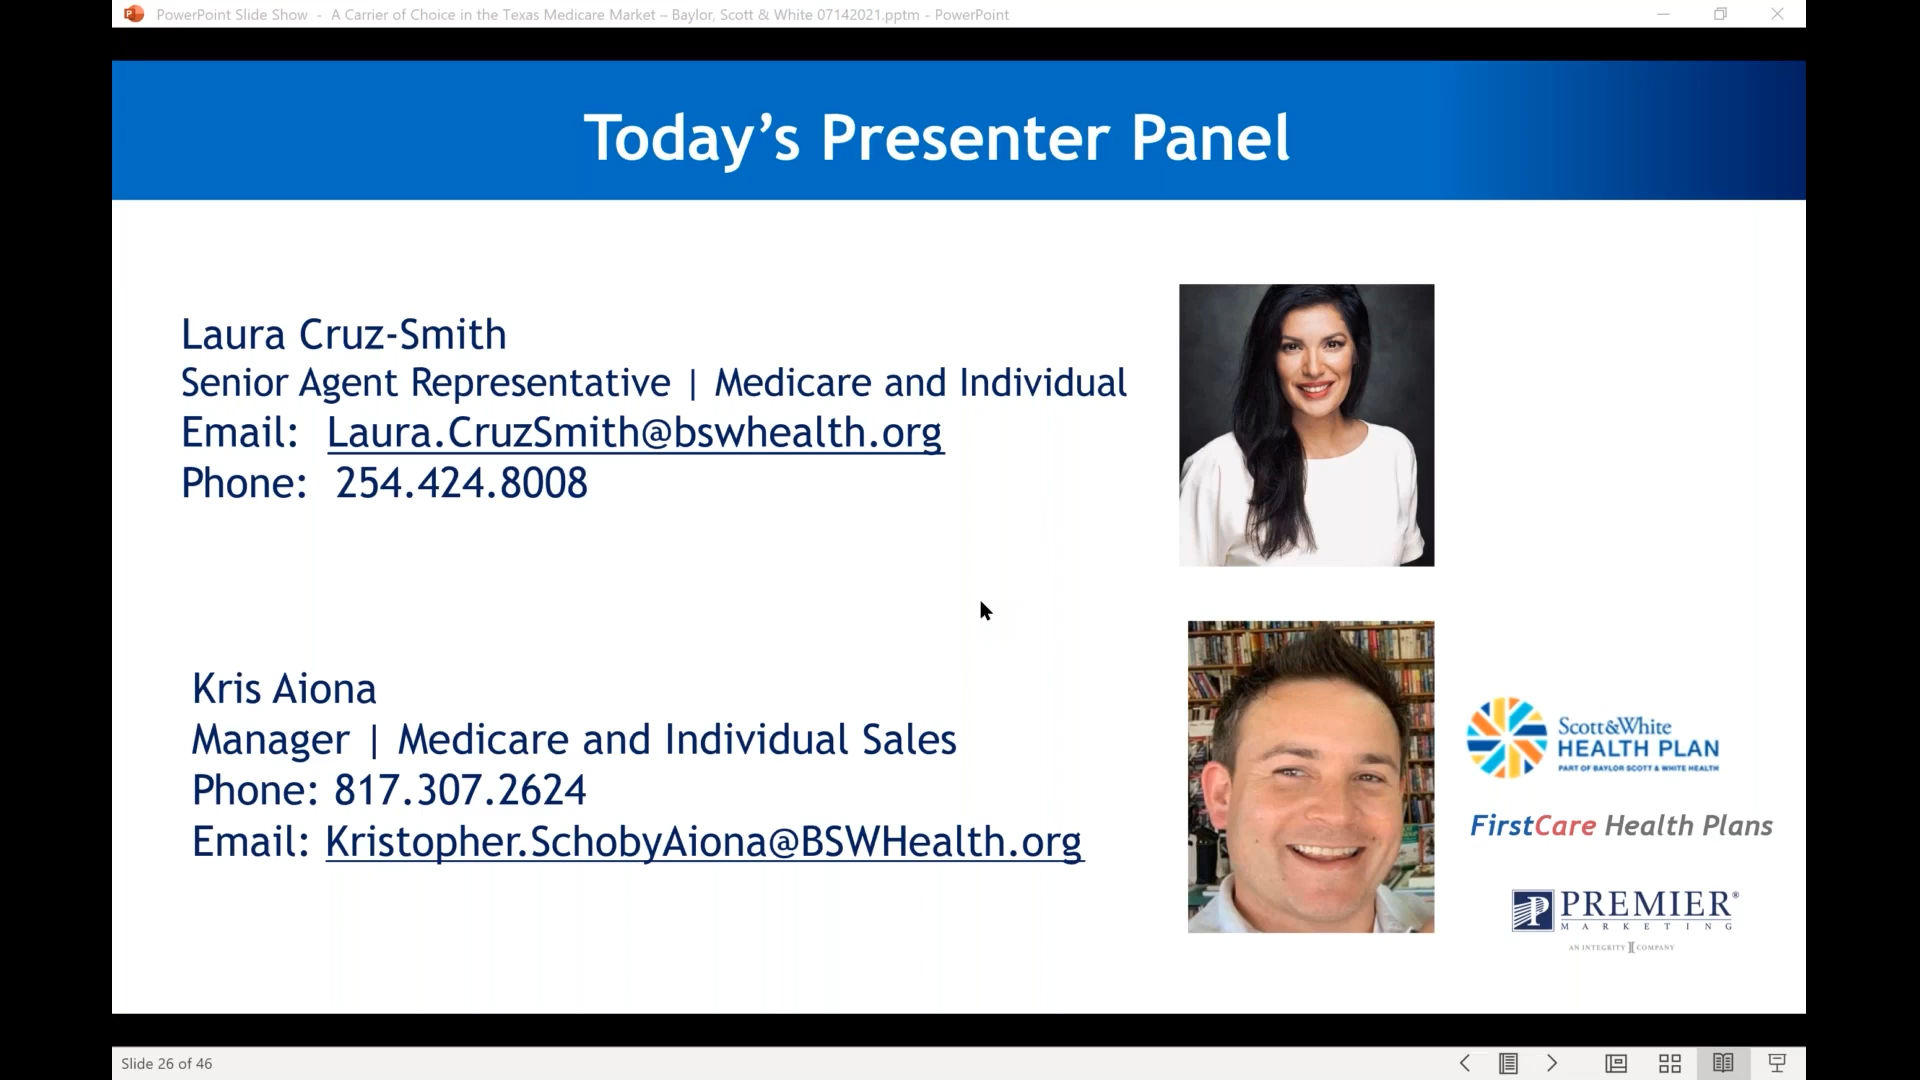 PowerPoint Slide Show - A Carrier of Choice in the Texas Medicare Market – Baylor, Scott & White 07142021.pptm - PowerPoint
Today’s Presenter Panel
Laura Cruz-Smith
Senior Agent Representative | Medicare and Individual
Email: Laura.CruzSmith@bswhealth.org
Phone: 254.424.8008
Kris Aiona
Manager | Medicare and Individual Sales
Phone: 817.307.2624
Email: Kristopher.SchobyAiona@BSWHealth.org
Scott&White
HEALTH PLAN
PART OF BAYLOR SCOTT & WHITE HEALTH
FirstCare Health Plans
PREMIER®
MARKETING
AN INTEGRITY COMPANY
Slide 26 of 46